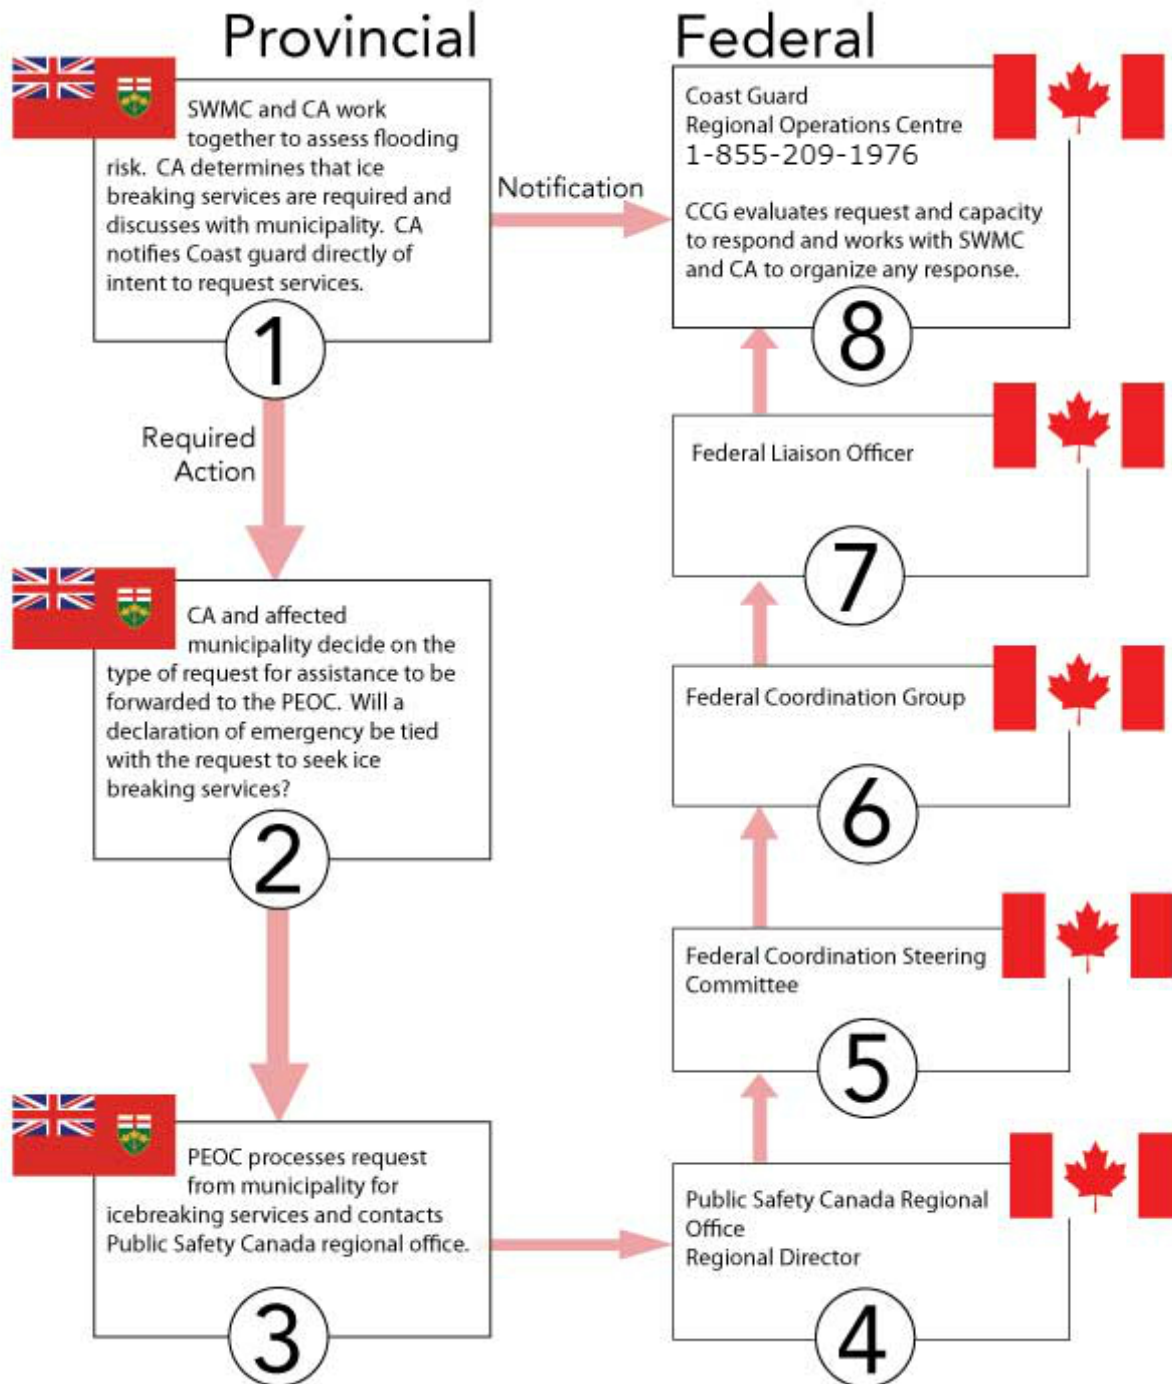 Provincial
Federal
SWMC and CA work
together to assess flooding
risk. CA determines that ice
breaking services are required and
discusses with municipality. CA
notifies Coast guard directly of
intent to request services.
1
Notification
Coast Guard
Regional Operations Centre
1-855-209-1976
CCG evaluates request and capacity
to respond and works with SWMC
and CA to organize any response.
8
Required
Action
Federal Liaison Officer
7
CA and affected
municipality decide on the
type of request for assistance to be
forwarded to the PEOC. Will a
declaration of emergency be tied
with the request to seek ice
breaking services?
2
Federal Coordination Group
6
Federal Coordination Steering
Committee
5
PEOC processes request
from municipality for
icebreaking services and contacts
Public Safety Canada regional office.
3
Public Safety Canada Regional
Office
Regional Director
4